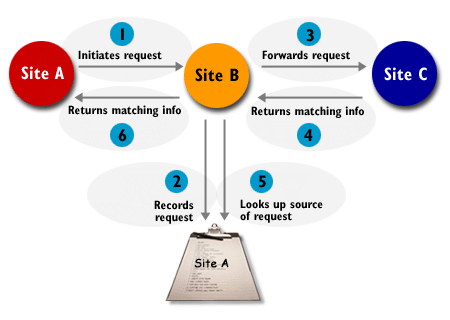 1
Initiates request
3
Forwards request
Site A
Site B
Site C
Returns matching info
6
Returns matching info
4
2
Records
request
5
Looks up source
of request
Site A